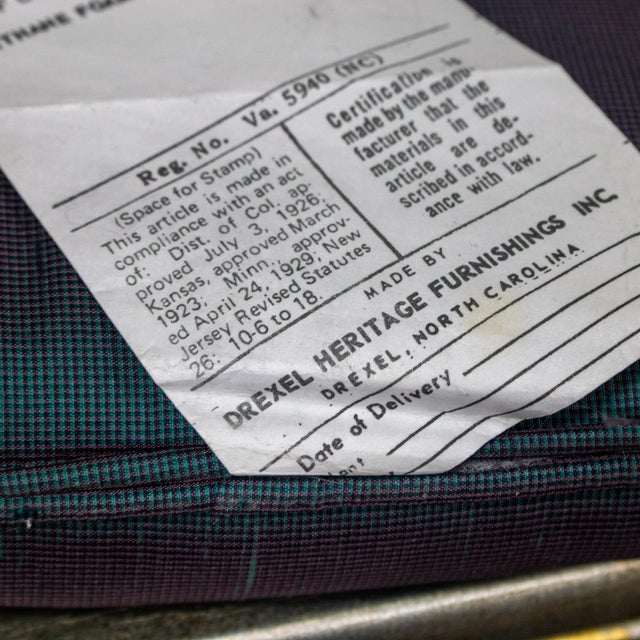 Reg. No. Va. 5940 (NC)
(Space for Stamp)
This article is made in
compliance with an act
of: Dist. of Col. ap-
proved July 3, 1926;
Kansas, approved March
1923; Minn., approv-
ed April 24, 1929; New
Jersey Revised Statutes
26: 10-6 to 18.
Certification is
made by the manu-
facturer that the
materials in this
article are de-
scribed in accord-
ance with law.
MADE BY
DREXEL HERITAGE FURNISHINGS INC
DREXEL, NORTH CAROLINA
Date of Delivery